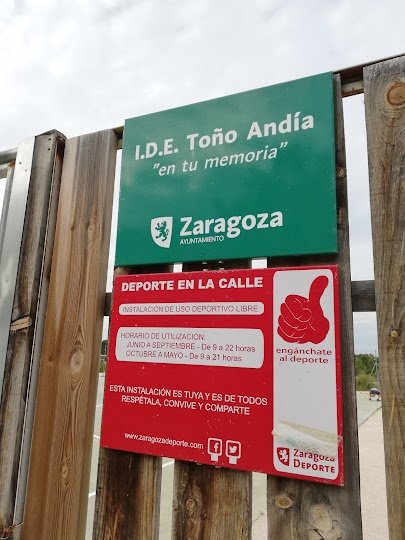 I.D.E. Toño Andía
"en tu memoria"
Zaragoza
AYUNTAMIENTO
DEPORTE EN LA CALLE
INSTALACIÓN DE USO DEPORTIVO LIBRE
HORARIO DE UTILIZACIÓN:
JUNIO A SEPTIEMBRE - De 9 a 22 horas
OCTUBRE A MAYO - De 9 a 21 horas
engánchate
al deporte
ESTA INSTALACIÓN ES TUYA Y ES DE TODOS
RESPÉTALA, CONVIVE Y COMPARTE
www.zaragozadeporte.com
Zaragoza
DEPORTE